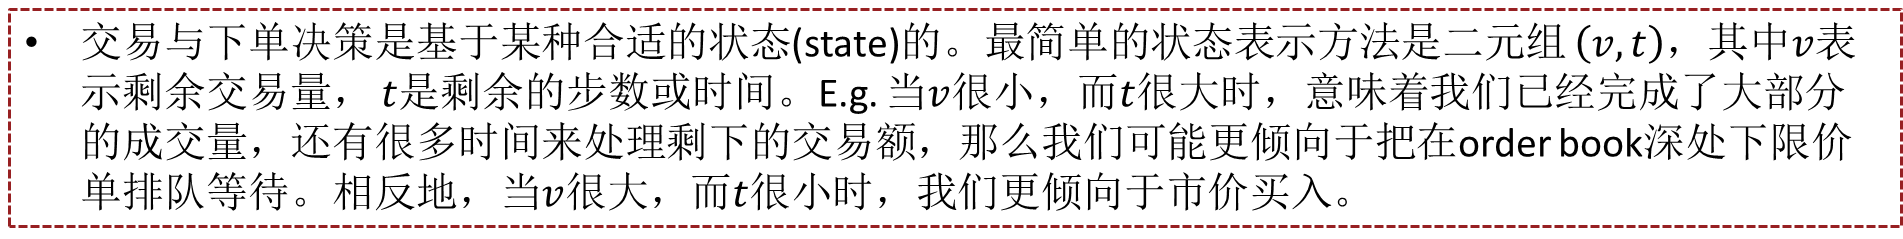 • 交易与下单决策是基于某种合适的状态(state)的。最简单的状态表示方法是二元组 (v, t)，其中v表
示剩余交易量，t是剩余的步数或时间。E.g. 当v很小，而t很大时，意味着我们已经完成了大部分
的成交量，还有很多时间来处理剩下的交易额，那么我们可能更倾向于把在order book深处下限价
单排队等待。相反地，当v很大，而t很小时，我们更倾向于市价买入。